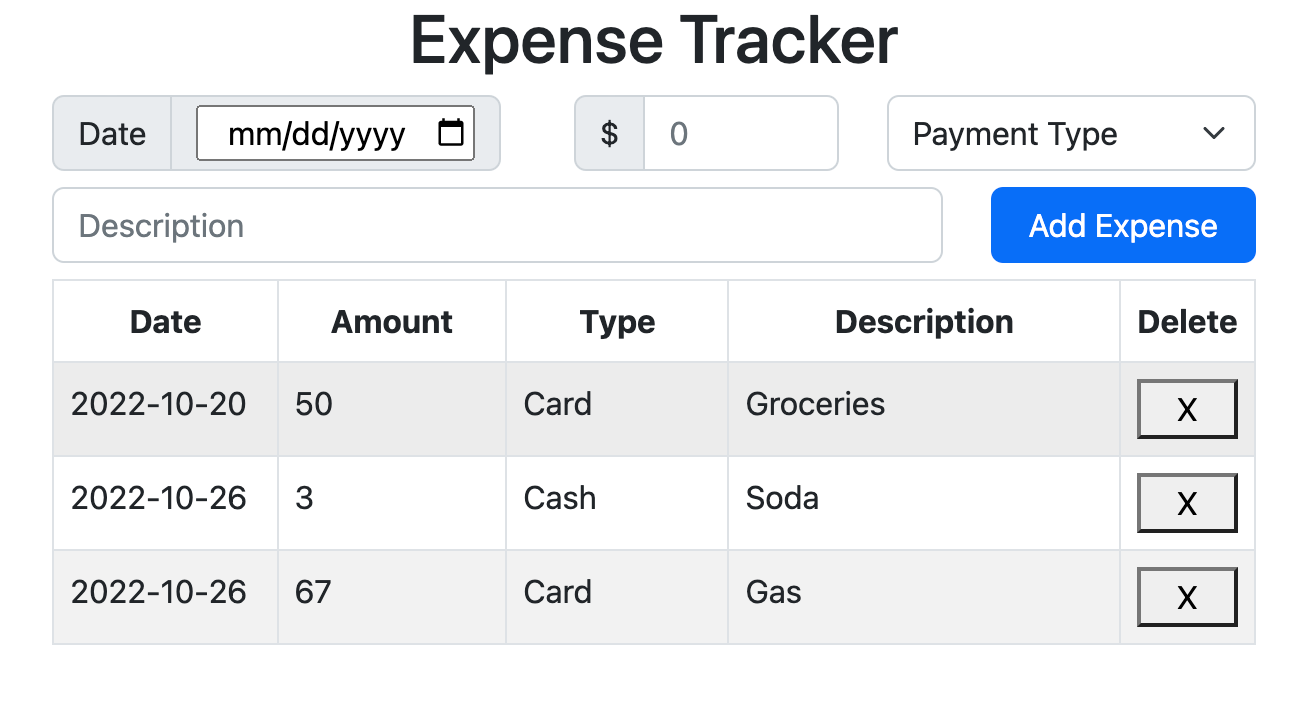 Expense Tracker
Date mm/dd/yyyy $ 0 Payment Type
Description Add Expense
Date Amount Type Description Delete
2022-10-20 50 Card Groceries X
2022-10-26 3 Cash Soda X
2022-10-26 67 Card Gas X